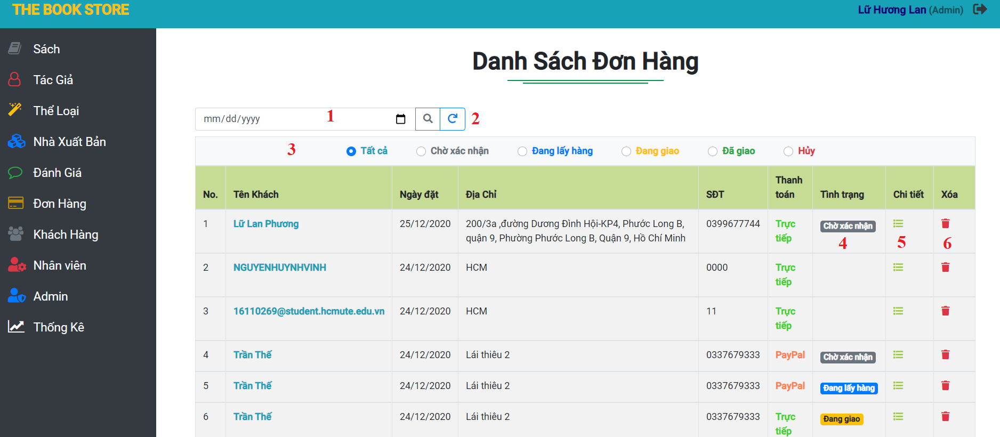 THE BOOK STORE
Lữ Hương Lan (Admin)
Sách
Tác Giả
Thể Loại
Nhà Xuất Bản
Đánh Giá
Đơn Hàng
Khách Hàng
Nhân viên
Admin
Thống Kê
Danh Sách Đơn Hàng
mm/dd/yyyy 1 2
3 Tất cả Chờ xác nhận Đang lấy hàng Đang giao Đã giao Hủy
No. Tên Khách Ngày đặt Địa Chỉ SĐT Thanh toán Tình trạng Chi tiết Xóa
1 Lữ Lan Phương 25/12/2020 200/3a ,đường Dương Đình Hội-KP4, Phước Long B, 0399677744 Trực Chờ xác nhận
quận 9, Phường Phước Long B, Quận 9, Hồ Chí Minh tiếp 4 5 6
2 NGUYENHUYNHVINH 24/12/2020 HCM 0000 Trực
tiếp
3 16110269@student.hcmute.edu.vn 24/12/2020 HCM 11 Trực
tiếp
4 Trần Thế 24/12/2020 Lái thiêu 2 0337679333 PayPal Chờ xác nhận
5 Trần Thế 24/12/2020 Lái thiêu 2 0337679333 PayPal Đang lấy hàng
6 Trần Thế 24/12/2020 Lái thiêu 2 0337679333 Trực Đang giao
tiếp